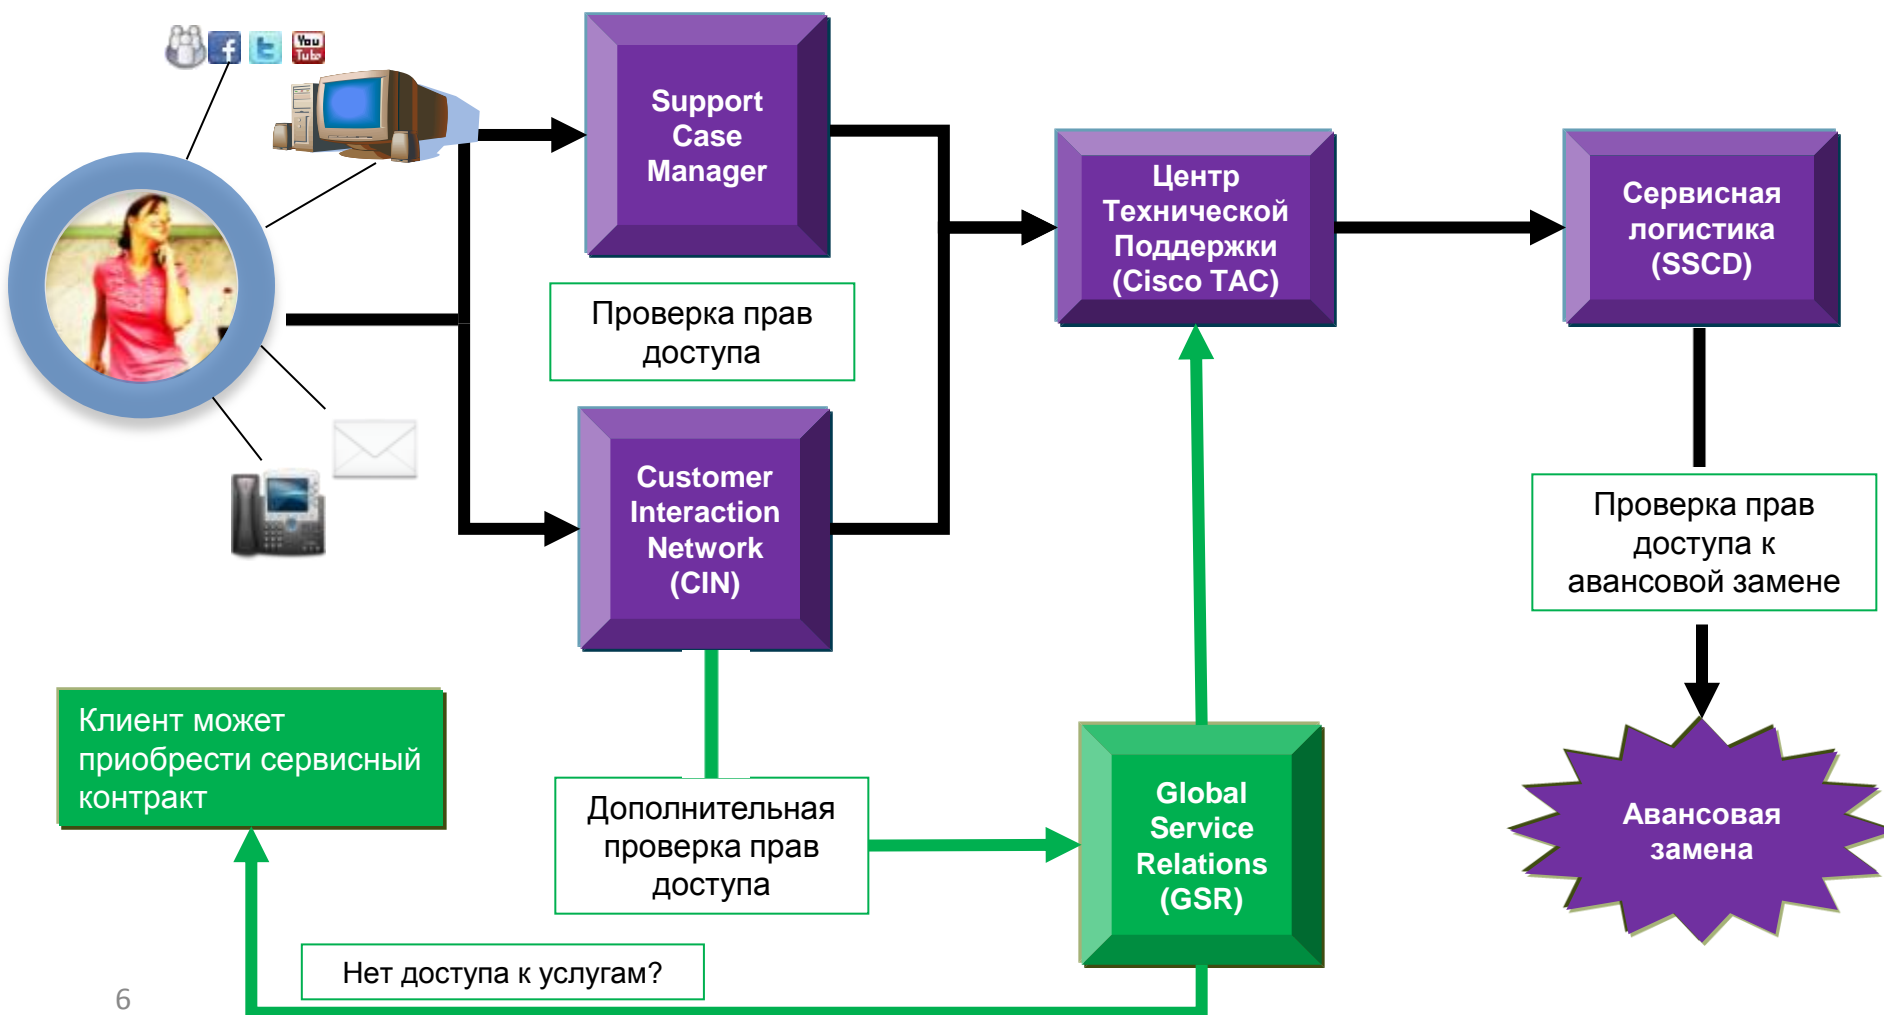 You
Tube
Support
Case
Manager
Центр
Технической
Поддержки
(Cisco TAC)
Сервисная
логистика
(SSCD)
Проверка прав
доступа
Customer
Interaction
Network
(CIN)
Проверка прав
доступа к
авансовой замене
Клиент может
приобрести сервисный
контракт
Дополнительная
проверка прав
доступа
Global
Service
Relations
(GSR)
Авансовая
замена
Нет доступа к услугам?
6